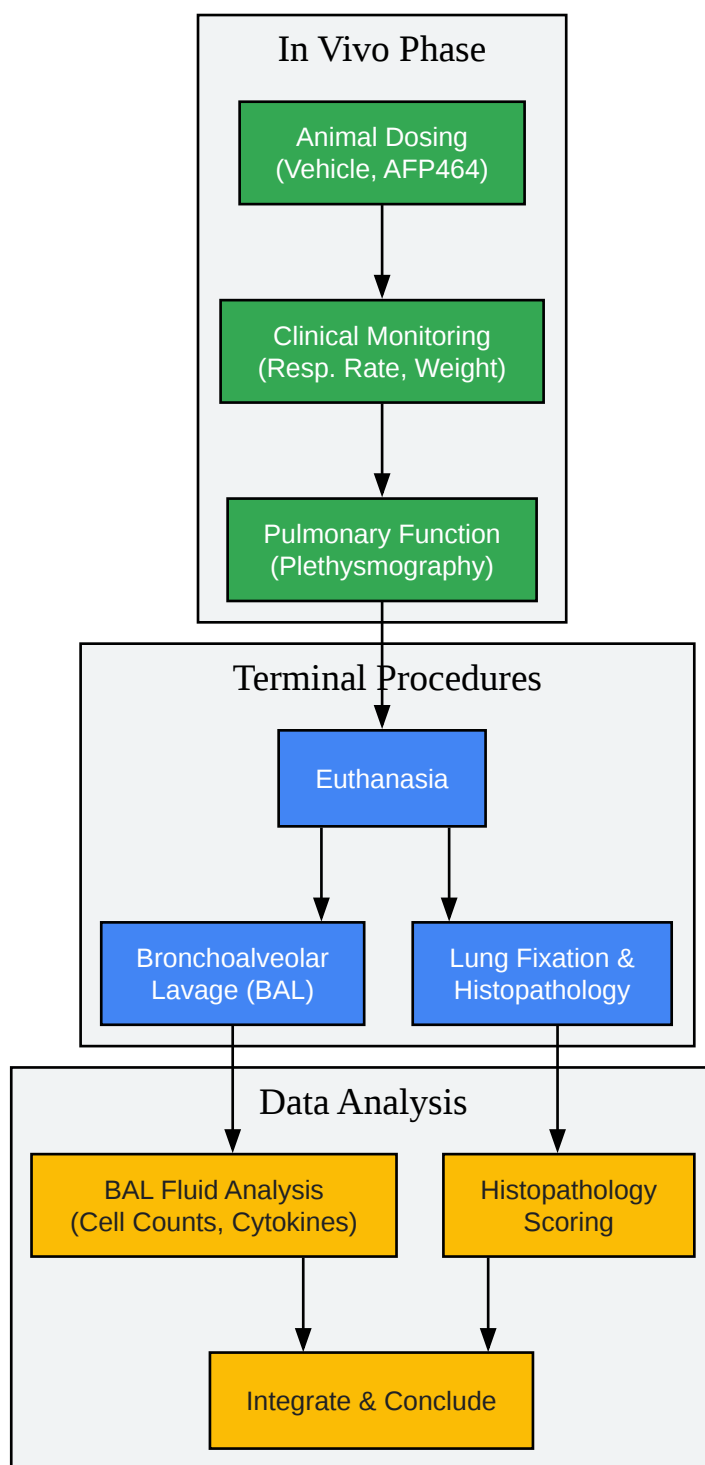 In Vivo Phase
Animal Dosing
(Vehicle, AFP464)
Clinical Monitoring
(Resp. Rate, Weight)
Pulmonary Function
(Plethysmography)
Terminal Procedures
Euthanasia
Bronchoalveolar
Lavage (BAL)
Lung Fixation &
Histopathology
Data Analysis
BAL Fluid Analysis
(Cell Counts, Cytokines)
Histopathology
Scoring
Integrate & Conclude